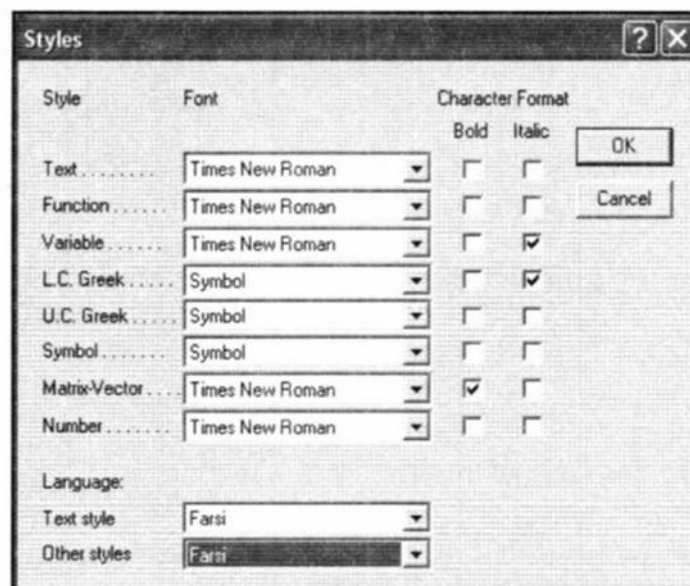 Styles
Style Font Character Format
Bold Italic
OK
Text . . . . . . . . Times New Roman
Cancel
Function . . . . . Times New Roman
Variable . . . . . . Times New Roman
L.C. Greek . . . . . Symbol
U.C. Greek . . . . . Symbol
Symbol . . . . . . . Symbol
Matrix-Vector . . . . Times New Roman
Number . . . . . . . Times New Roman
Language:
Text style Farsi
Other styles Farsi